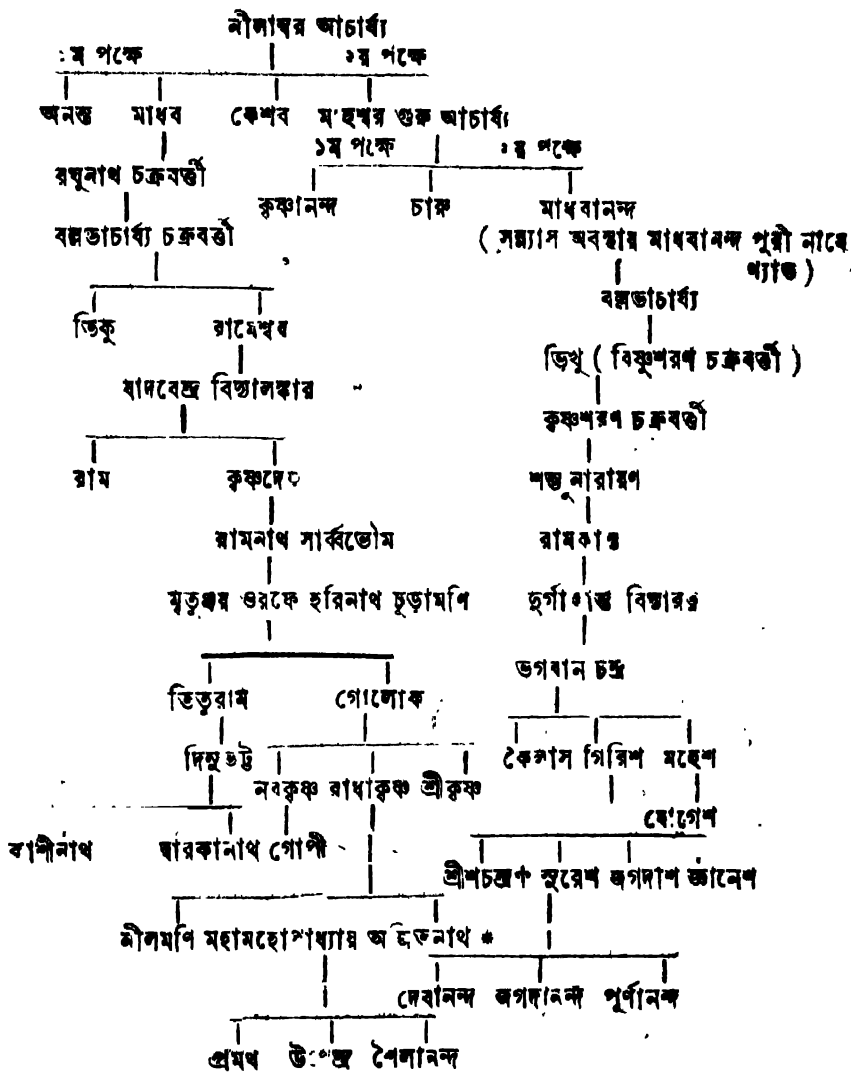 নীলাম্বর আচার্য্য
১ম পক্ষে ২য় পক্ষে
অনন্ত মাধব কেশব মহেশ্বর গুরু আচার্য্য
১ম পক্ষে ২য় পক্ষে
রঘুনাথ চক্রবর্ত্তী
কৃষ্ণানন্দ চারু মাধবানন্দ
বল্লভাচার্য্য চক্রবর্ত্তী
( সন্ন্যাস অবস্থায় মাধবানন্দ পুরী নামে
খ্যাত )
বল্লভাচার্য্য
ভিকু রামেশ্বর
ভিখু ( বিষ্ণুশরণ চক্রবর্ত্তী )
যাদবেন্দ্র বিদ্যালঙ্কার
কৃষ্ণশরণ চক্রবর্ত্তী
রাম কৃষ্ণদেব
শম্ভুনারায়ণ
রামনাথ সার্ব্বভৌম রামকান্ত
মৃত্যুঞ্জয় ওরফে হরিনাথ চূড়ামণি দুর্গাকান্ত বিদ্যারত্ন
ভগবান চন্দ্র
তিতুরাম গোলোক
দিনুভট্ট কৈলাস গিরিশ মহেশ
নবকৃষ্ণ রাধাকৃষ্ণ শ্রীকৃষ্ণ
যোগেশ
কাশীনাথ দ্বারকানাথ গোপী
শ্রীশচন্দ্র সুরেশ জগদীশ জ্ঞানেশ
নীলমণি মহামহোপাধ্যায় অজিতনাথ *
দেবানন্দ জগদানন্দ পূর্ণানন্দ
প্রমথ উপেন্দ্র শৈলানন্দ